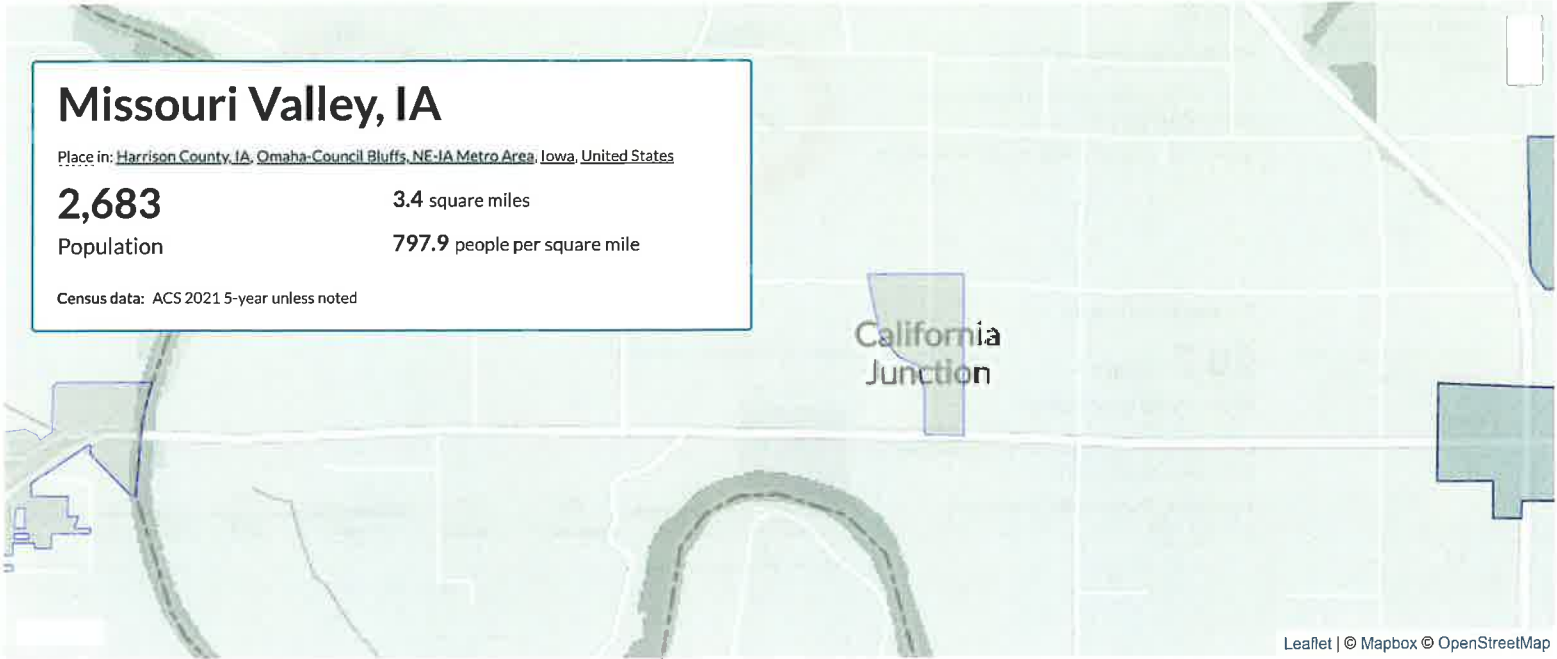 Missouri Valley, IA
Place in: Harrison County, IA, Omaha-Council Bluffs, NE-IA Metro Area, Iowa, United States
2,683
Population
3.4 square miles
797.9 people per square mile
Census data: ACS 2021 5-year unless noted
California
Junction
Leaflet | © Mapbox © OpenStreetMap